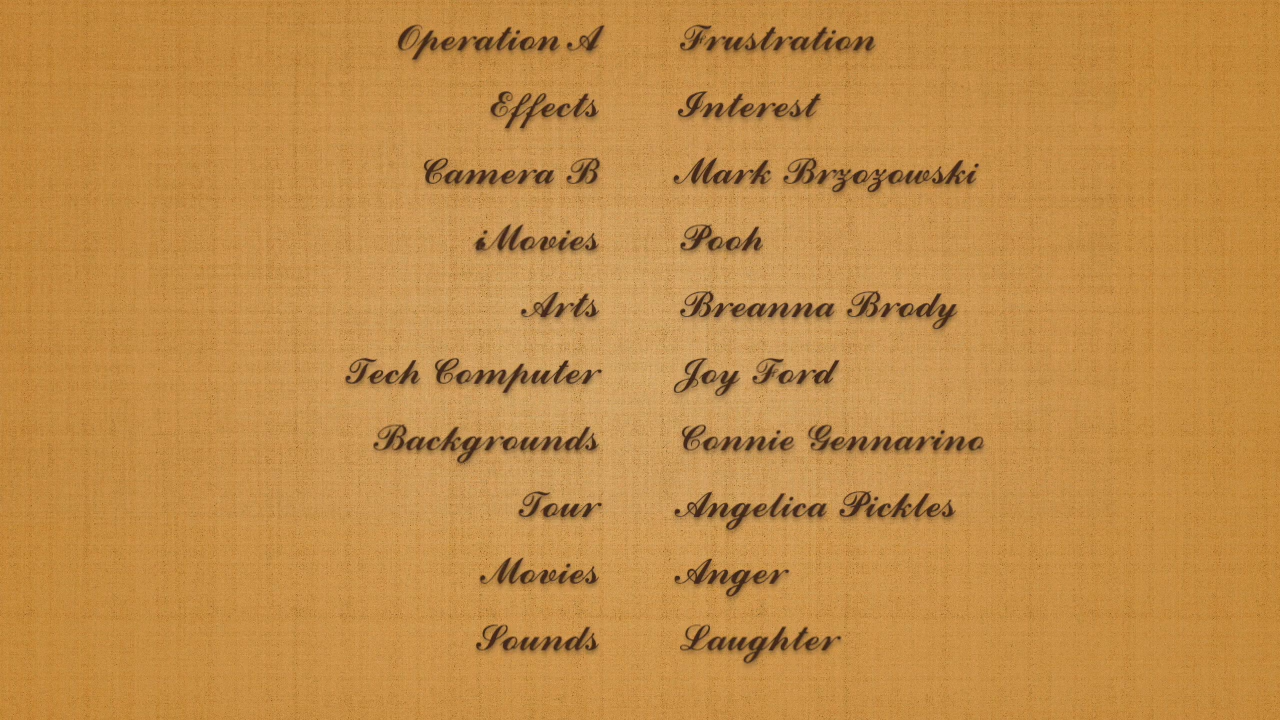 Operation A Frustration
Effects Interest
Camera B Mark Brzozowski
iMovies Pooh
Arts Breanna Brody
Tech Computer Joy Ford
Backgrounds Connie Gennarino
Tour Angelica Pickles
Movies Anger
Sounds Laughter